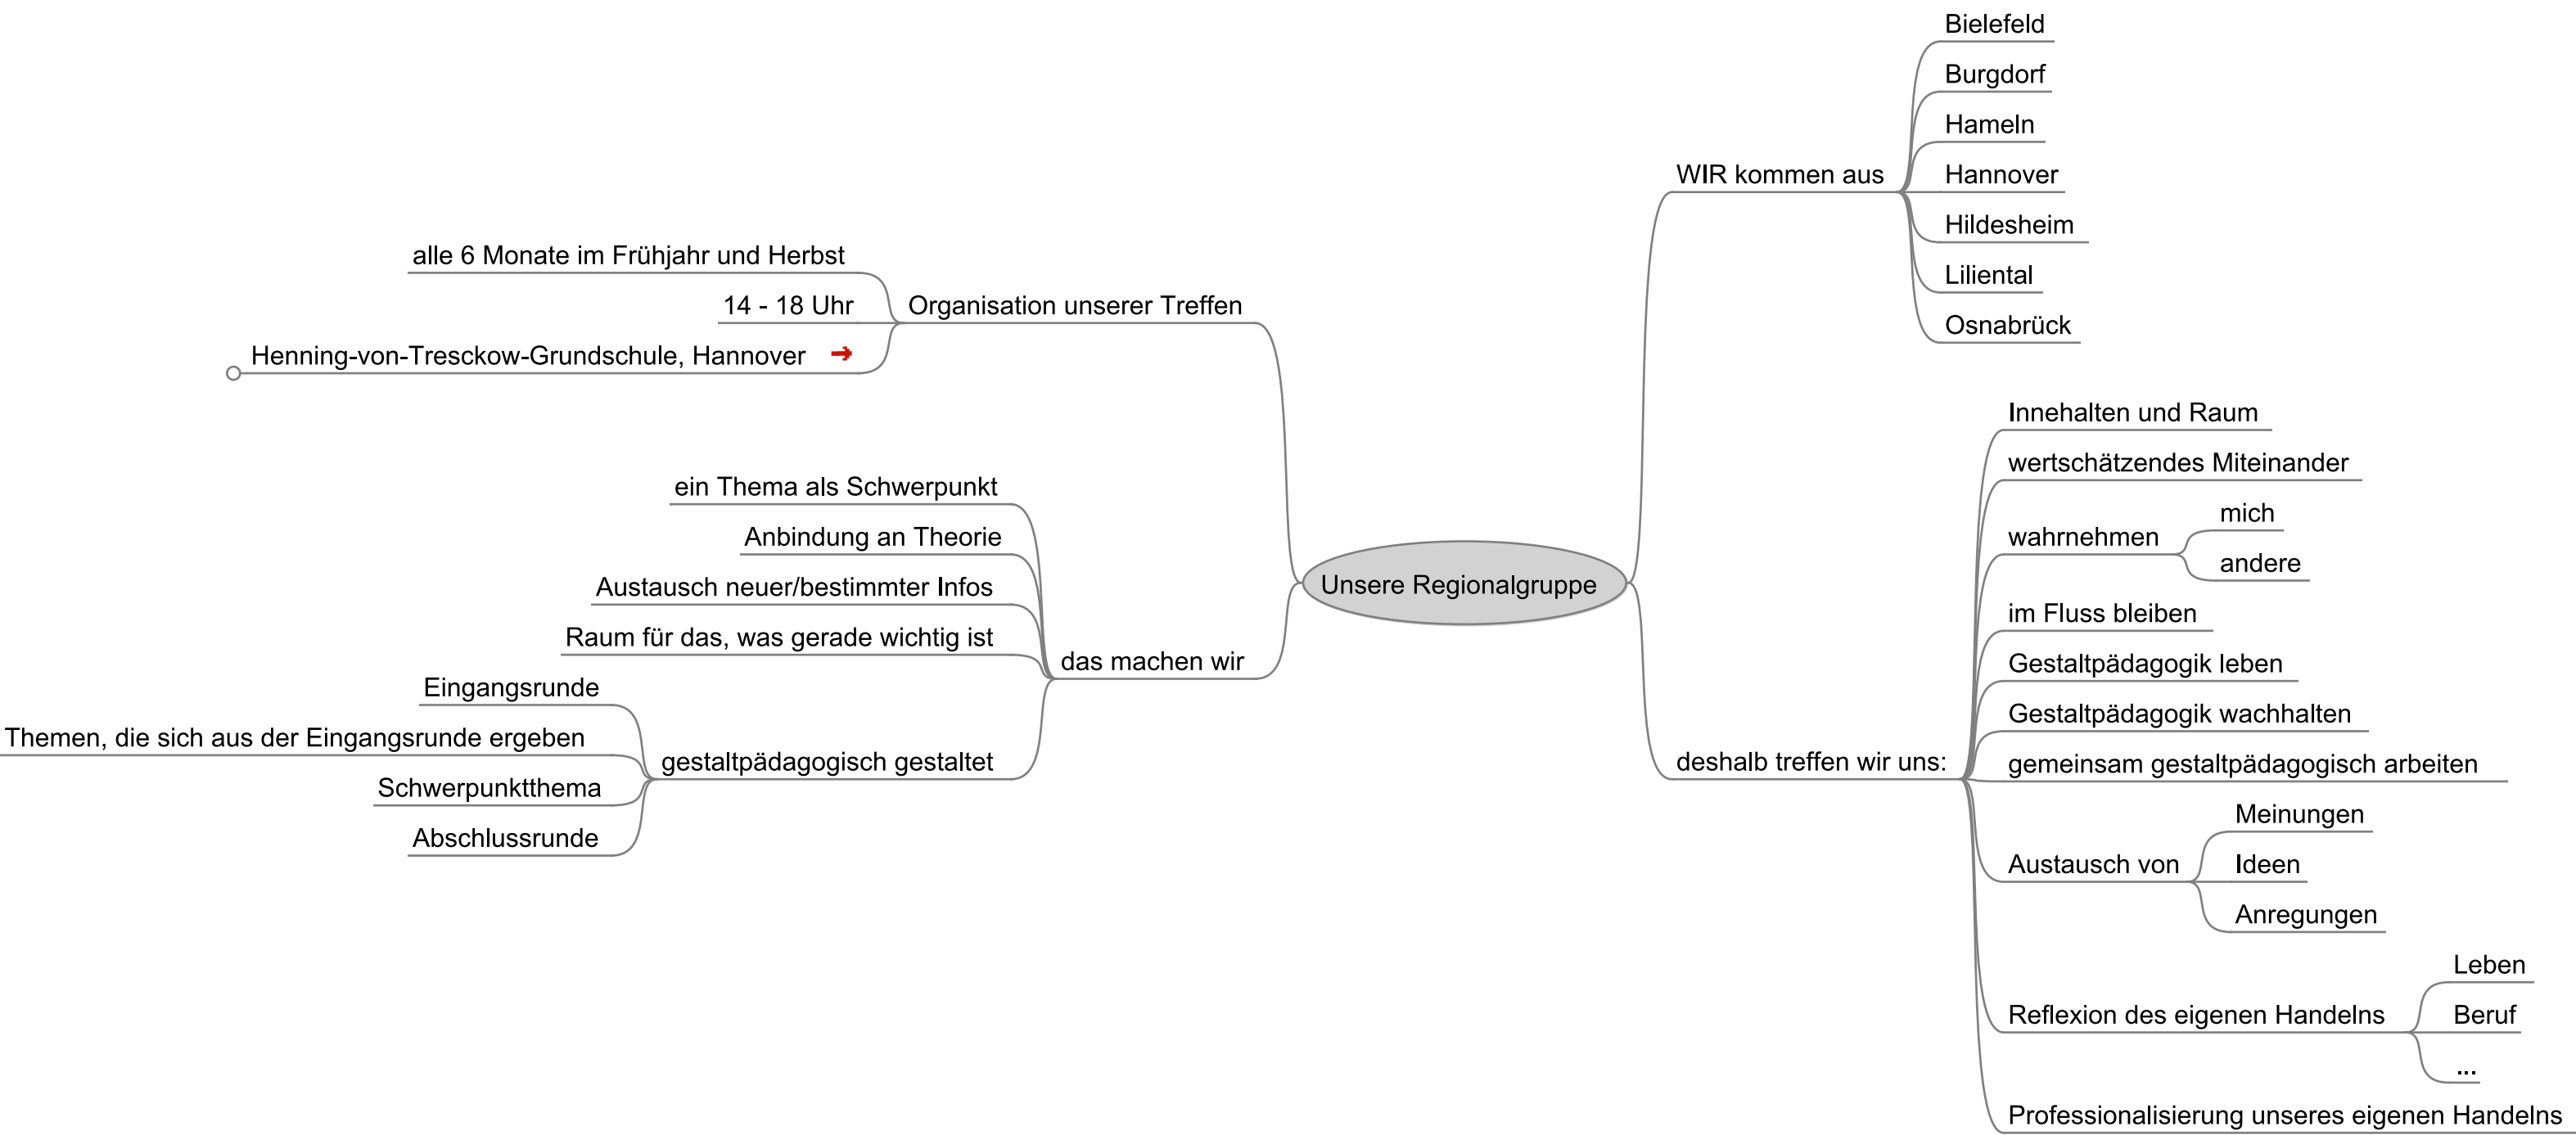 Unsere Regionalgruppe
WIR kommen aus
Bielefeld
Burgdorf
Hameln
Hannover
Hildesheim
Liliental
Osnabrück
deshalb treffen wir uns:
Innehalten und Raum
wertschätzendes Miteinander
wahrnehmen
mich
andere
im Fluss bleiben
Gestaltpädagogik leben
Gestaltpädagogik wachhalten
gemeinsam gestaltpädagogisch arbeiten
Austausch von
Meinungen
Ideen
Anregungen
Reflexion des eigenen Handelns
Leben
Beruf
...
Professionalisierung unseres eigenen Handelns
Organisation unserer Treffen
alle 6 Monate im Frühjahr und Herbst
14 - 18 Uhr
Henning-von-Tresckow-Grundschule, Hannover
das machen wir
ein Thema als Schwerpunkt
Anbindung an Theorie
Austausch neuer/bestimmter Infos
Raum für das, was gerade wichtig ist
gestaltpädagogisch gestaltet
Eingangsrunde
Themen, die sich aus der Eingangsrunde ergeben
Schwerpunktthema
Abschlussrunde